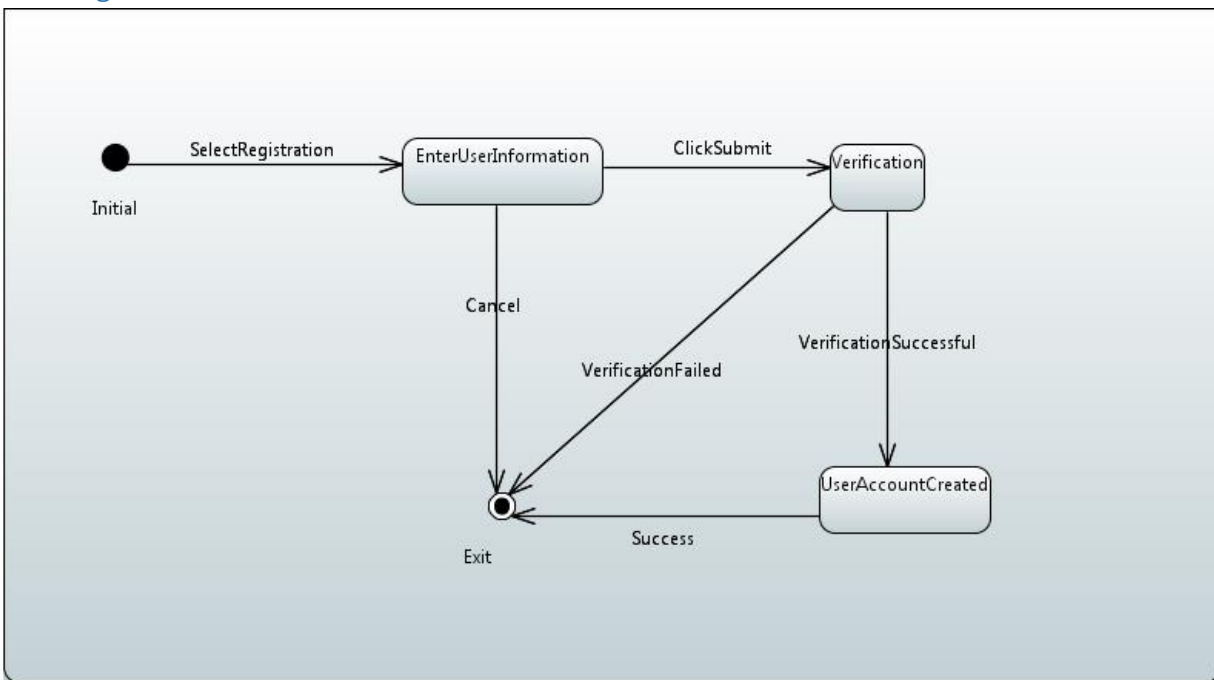 SelectRegistration
ClickSubmit
EnterUserInformation
Verification
Initial
Cancel
VerificationSuccessful
VerificationFailed
UserAccountCreated
Success
Exit